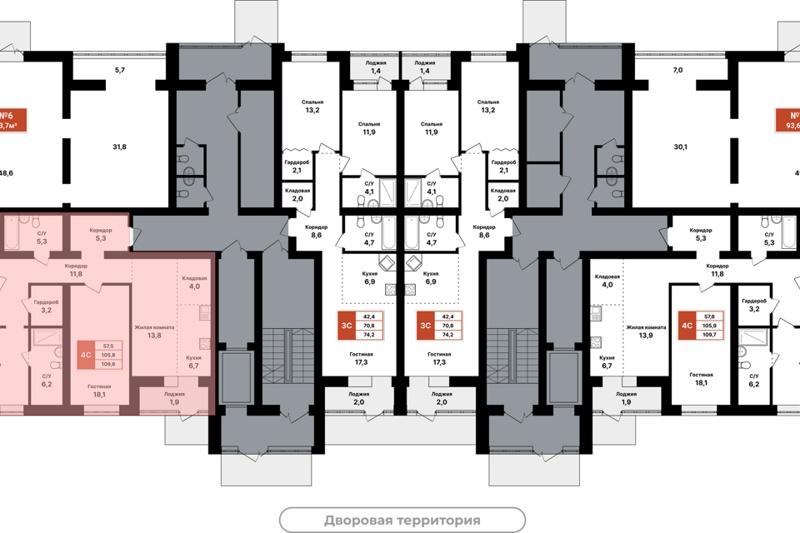 5,7
Лоджия
1,4
Лоджия
1,4
7,0
№6
3,7м²
Спальня
13,2
Спальня
11,9
Спальня
11,9
Спальня
13,2
93,6
31,8
30,1
48,6
Гардероб
2,1
С/У
4,1
С/У
4,1
Гардероб
2,1
Кладовая
2,0
Кладовая
2,0
С/У
5,3
Коридор
5,3
Коридор
8,6
С/У
4,7
С/У
4,7
Коридор
8,6
Коридор
5,3
С/У
5,3
Коридор
11,8
Кладовая
4,0
Кухня
6,9
Кухня
6,9
Кладовая
4,0
Коридор
11,8
Гардероб
3,2
Жилая комната
13,8
3С
42,4
70,8
74,2
3С
42,4
70,8
74,2
Жилая комната
13,9
4С
57,8
105,9
109,7
Гардероб
3,2
4С
57,5
105,8
109,8
С/У
6,2
Гостиная
18,1
Кухня
6,7
Гостиная
17,3
Гостиная
17,3
Кухня
6,7
Гостиная
18,1
С/У
6,2
Лоджия
1,9
Лоджия
2,0
Лоджия
2,0
Лоджия
1,9
Дворовая территория